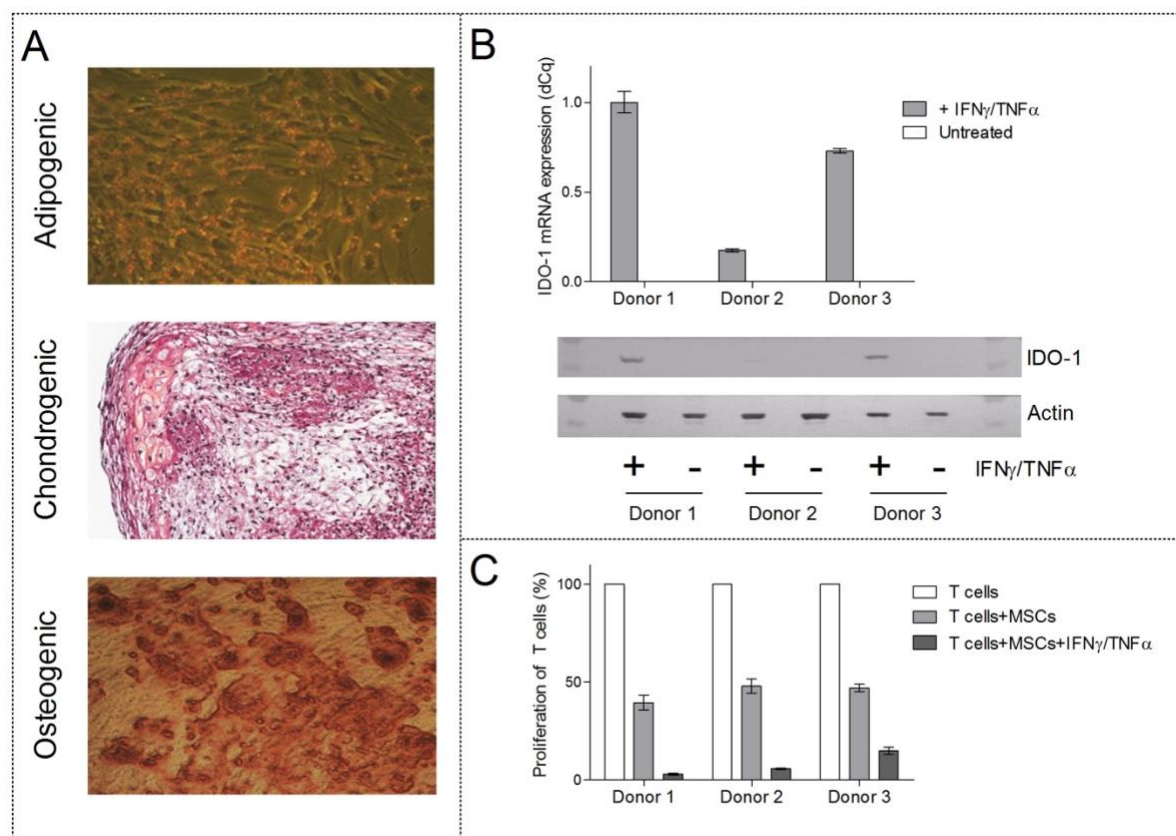 A
Adipogenic
Chondrogenic
Osteogenic
B
IDO-1 mRNA expression (dCq)
1.0
0.5
0.0
Donor 1
Donor 2
Donor 3
+ IFNγ/TNFα
Untreated
IDO-1
Actin
+ - + - + - IFNγ/TNFα
Donor 1 Donor 2 Donor 3
C
Proliferation of T cells (%)
100
50
0
Donor 1
Donor 2
Donor 3
T cells
T cells+MSCs
T cells+MSCs+IFNγ/TNFα